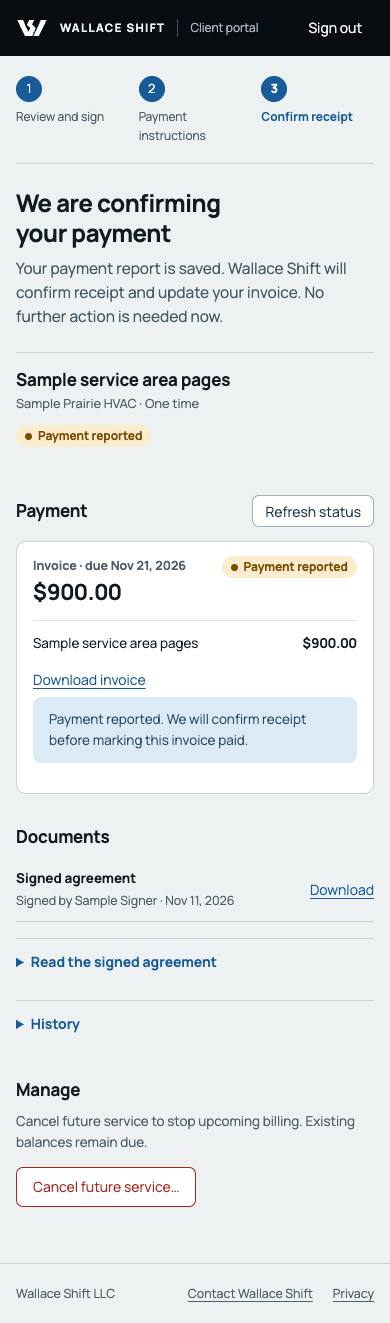 WALLACE SHIFT
Client portal
Sign out
1
2
3
Review and sign
Payment
instructions
Confirm receipt
We are confirming
your payment
Your payment report is saved. Wallace Shift will
confirm receipt and update your invoice. No
further action is needed now.
Sample service area pages
Sample Prairie HVAC · One time
Payment reported
Payment
Refresh status
Invoice · due Nov 21, 2026
Payment reported
$900.00
Sample service area pages
$900.00
Download invoice
Payment reported. We will confirm receipt
before marking this invoice paid.
Documents
Signed agreement
Signed by Sample Signer · Nov 11, 2026
Download
Read the signed agreement
History
Manage
Cancel future service to stop upcoming billing. Existing
balances remain due.
Cancel future service…
Wallace Shift LLC
Contact Wallace Shift
Privacy